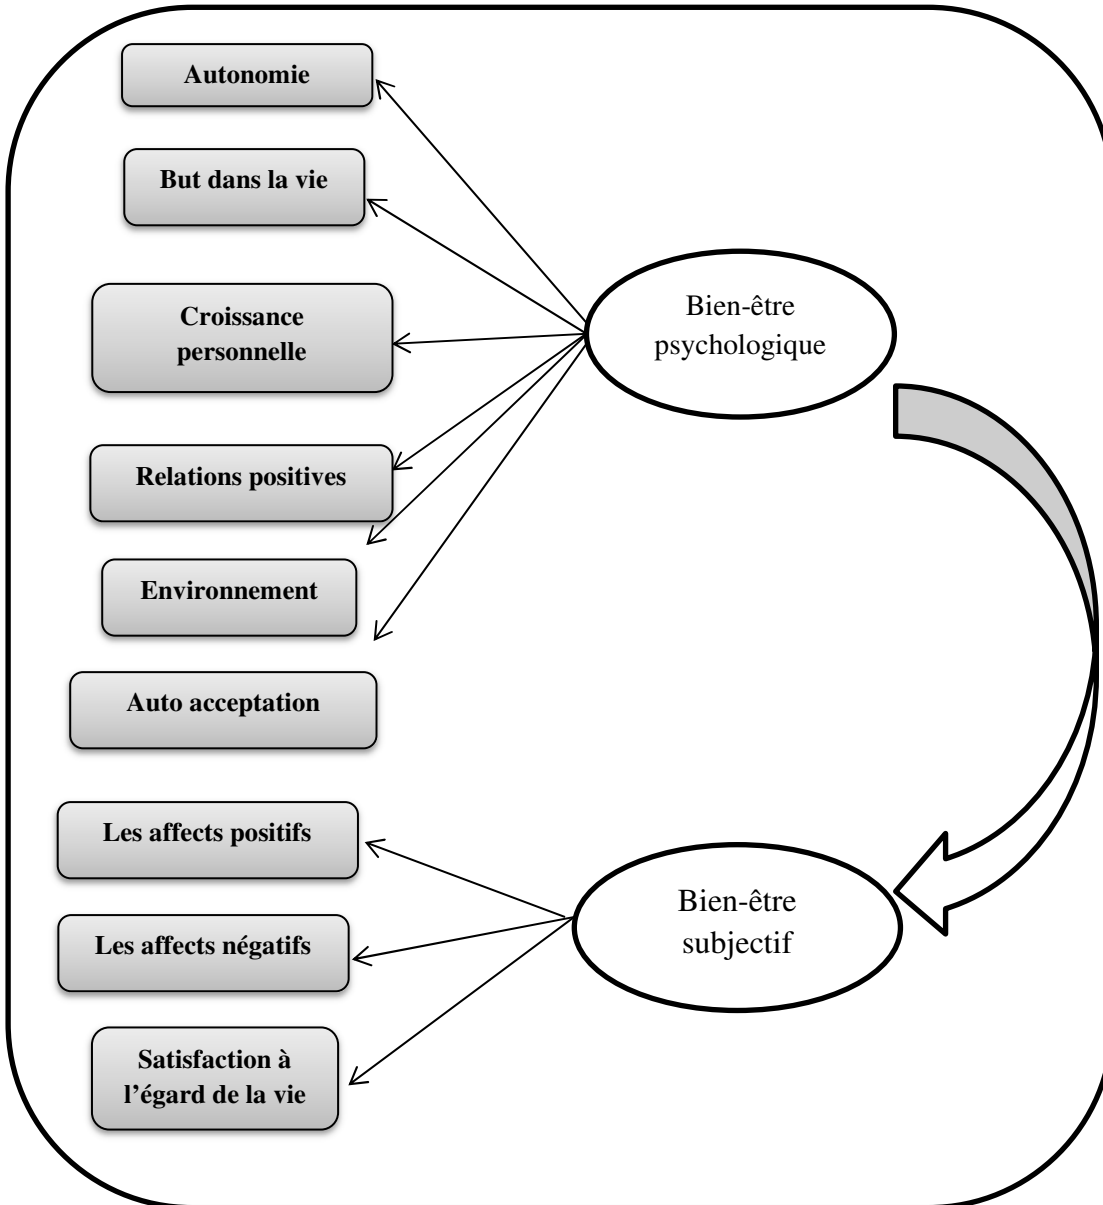 Autonomie
But dans la vie
Croissance
personnelle
Relations positives
Environnement
Auto acceptation
Les affects positifs
Les affects négatifs
Satisfaction à
l’égard de la vie
Bien-être
psychologique
Bien-être
subjectif